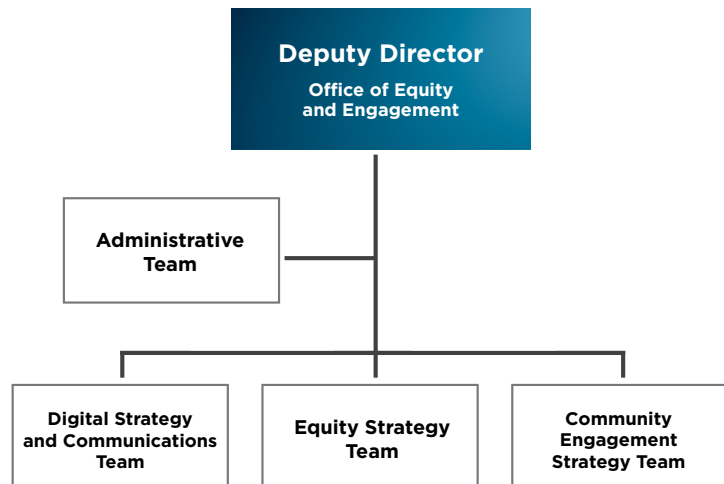 Deputy Director
Office of Equity
and Engagement
Administrative
Team
Digital Strategy
and Communications
Team
Equity Strategy
Team
Community
Engagement
Strategy Team